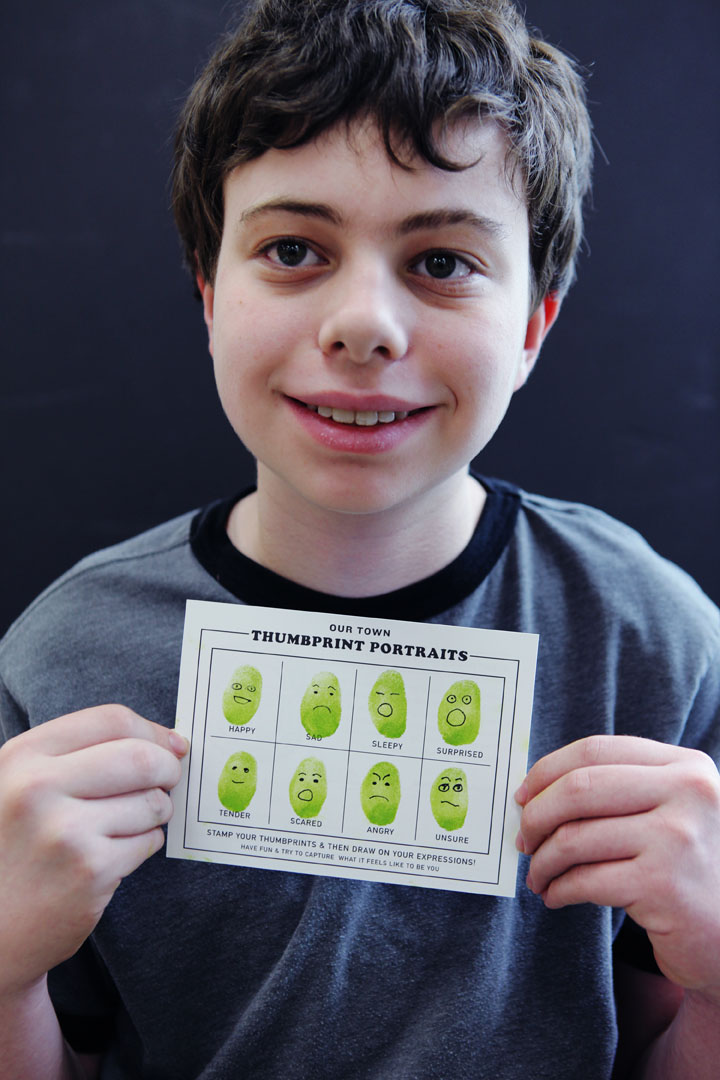 OUR TOWN
THUMBPRINT PORTRAITS
HAPPY
SAD
SLEEPY
SURPRISED
TENDER
SCARED
ANGRY
UNSURE
STAMP YOUR THUMBPRINTS & THEN DRAW ON YOUR EXPRESSIONS!
HAVE FUN & TRY TO CAPTURE WHAT IT FEELS LIKE TO BE YOU